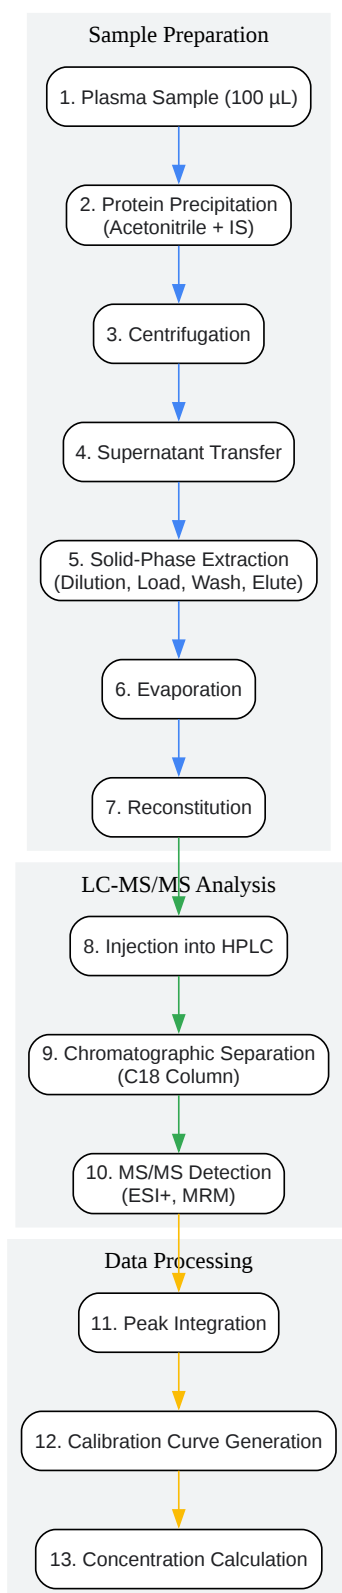 Sample Preparation
1. Plasma Sample (100 µL)
2. Protein Precipitation
(Acetonitrile + IS)
3. Centrifugation
4. Supernatant Transfer
5. Solid-Phase Extraction
(Dilution, Load, Wash, Elute)
6. Evaporation
7. Reconstitution
LC-MS/MS Analysis
8. Injection into HPLC
9. Chromatographic Separation
(C18 Column)
10. MS/MS Detection
(ESI+, MRM)
Data Processing
11. Peak Integration
12. Calibration Curve Generation
13. Concentration Calculation